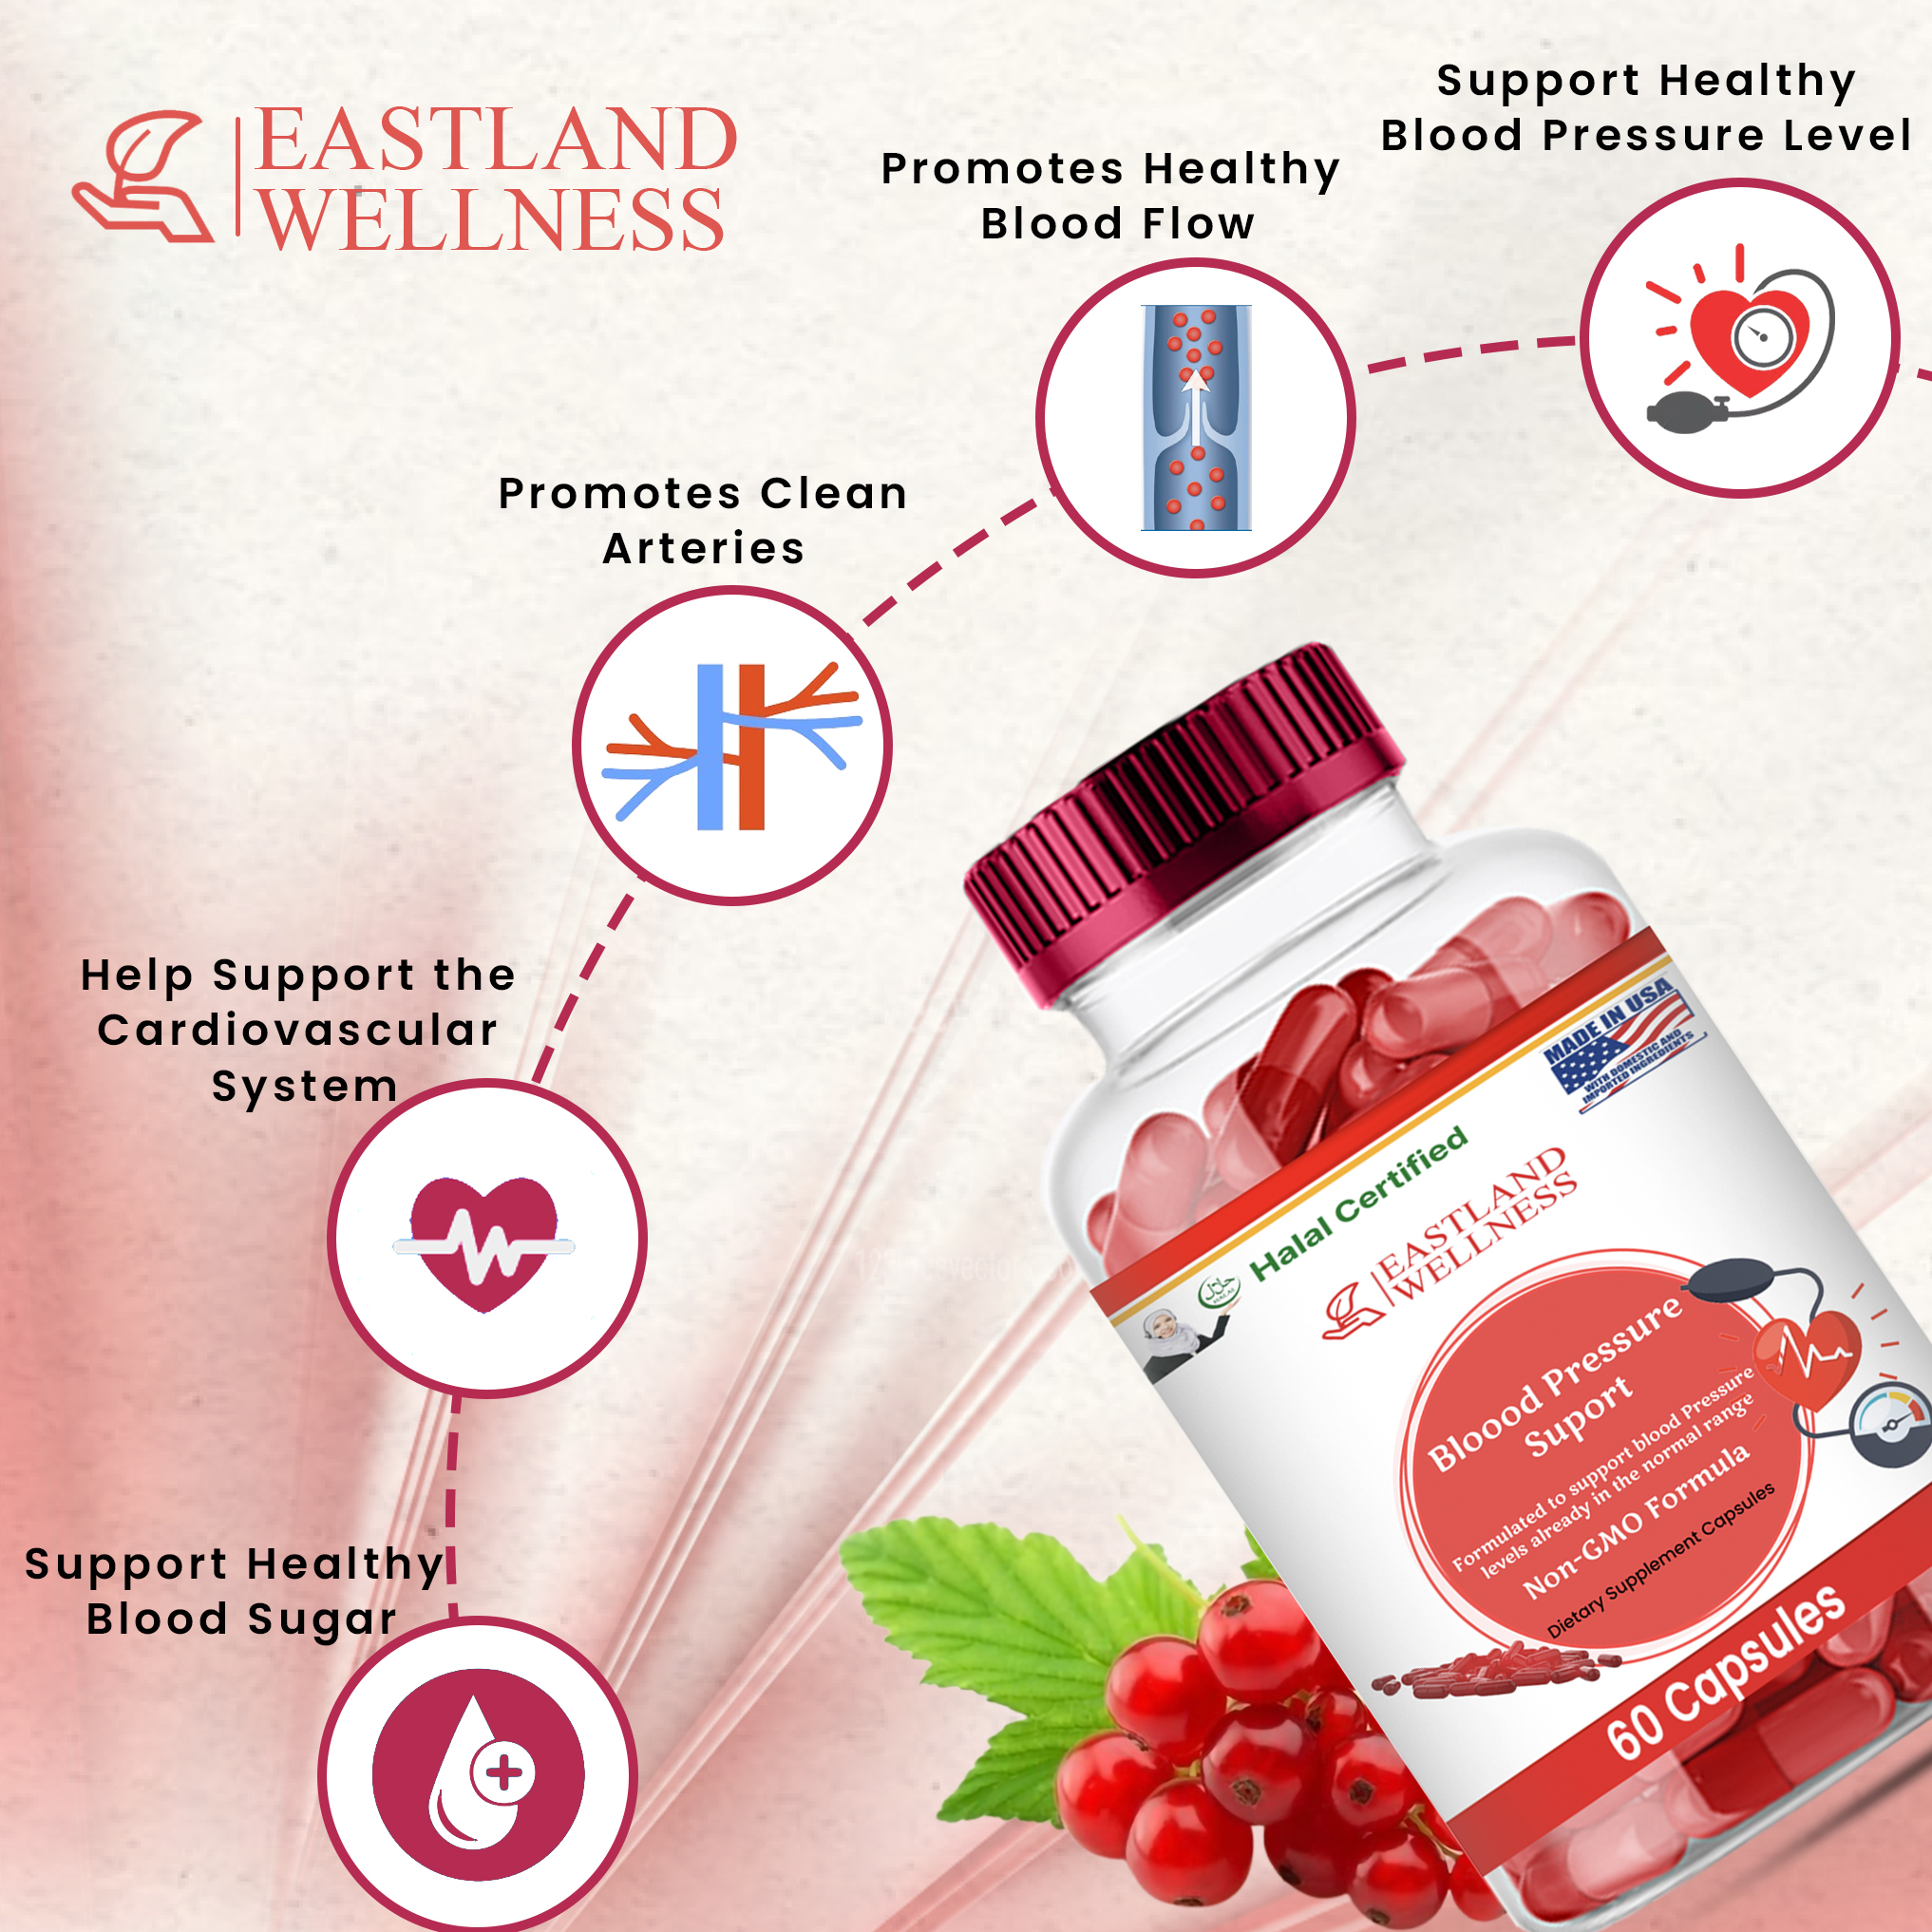 EASTLAND
WELLNESS
Support Healthy
Blood Pressure Level
Promotes Healthy
Blood Flow
Promotes Clean
Arteries
Help Support the
Cardiovascular
System
Support Healthy
Blood Sugar
MADE IN USA
WITH DOMESTIC AND
IMPORTED INGREDIENTS
حلال
HALAL
Halal Certified
EASTLAND
WELLNESS
Bloood Pressure
Suport
Formulated to support blood Pressure
levels already in the normal range
Non-GMO Formula
Dietary Supplement Capsules
60 Capsules